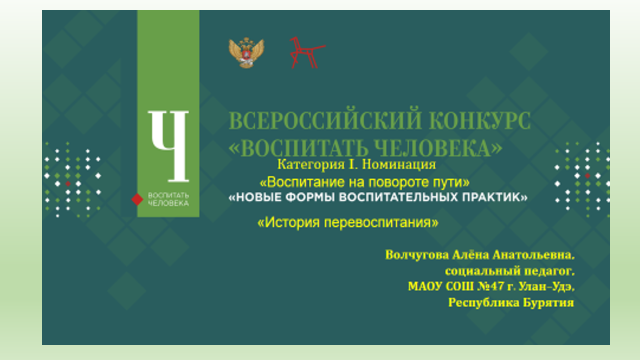 ВСЕРОССИЙСКИЙ КОНКУРС
«ВОСПИТАТЬ ЧЕЛОВЕКА»
Категория I. Номинация
«Воспитание на повороте пути»
«НОВЫЕ ФОРМЫ ВОСПИТАТЕЛЬНЫХ ПРАКТИК»
«История перевоспитания»
Ч
ВОСПИТАТЬ
ЧЕЛОВЕКА
Волчугова Алёна Анатольевна.
социальный педагог.
МАОУ СОШ №47 г. Улан-Удэ.
Республика Бурятия